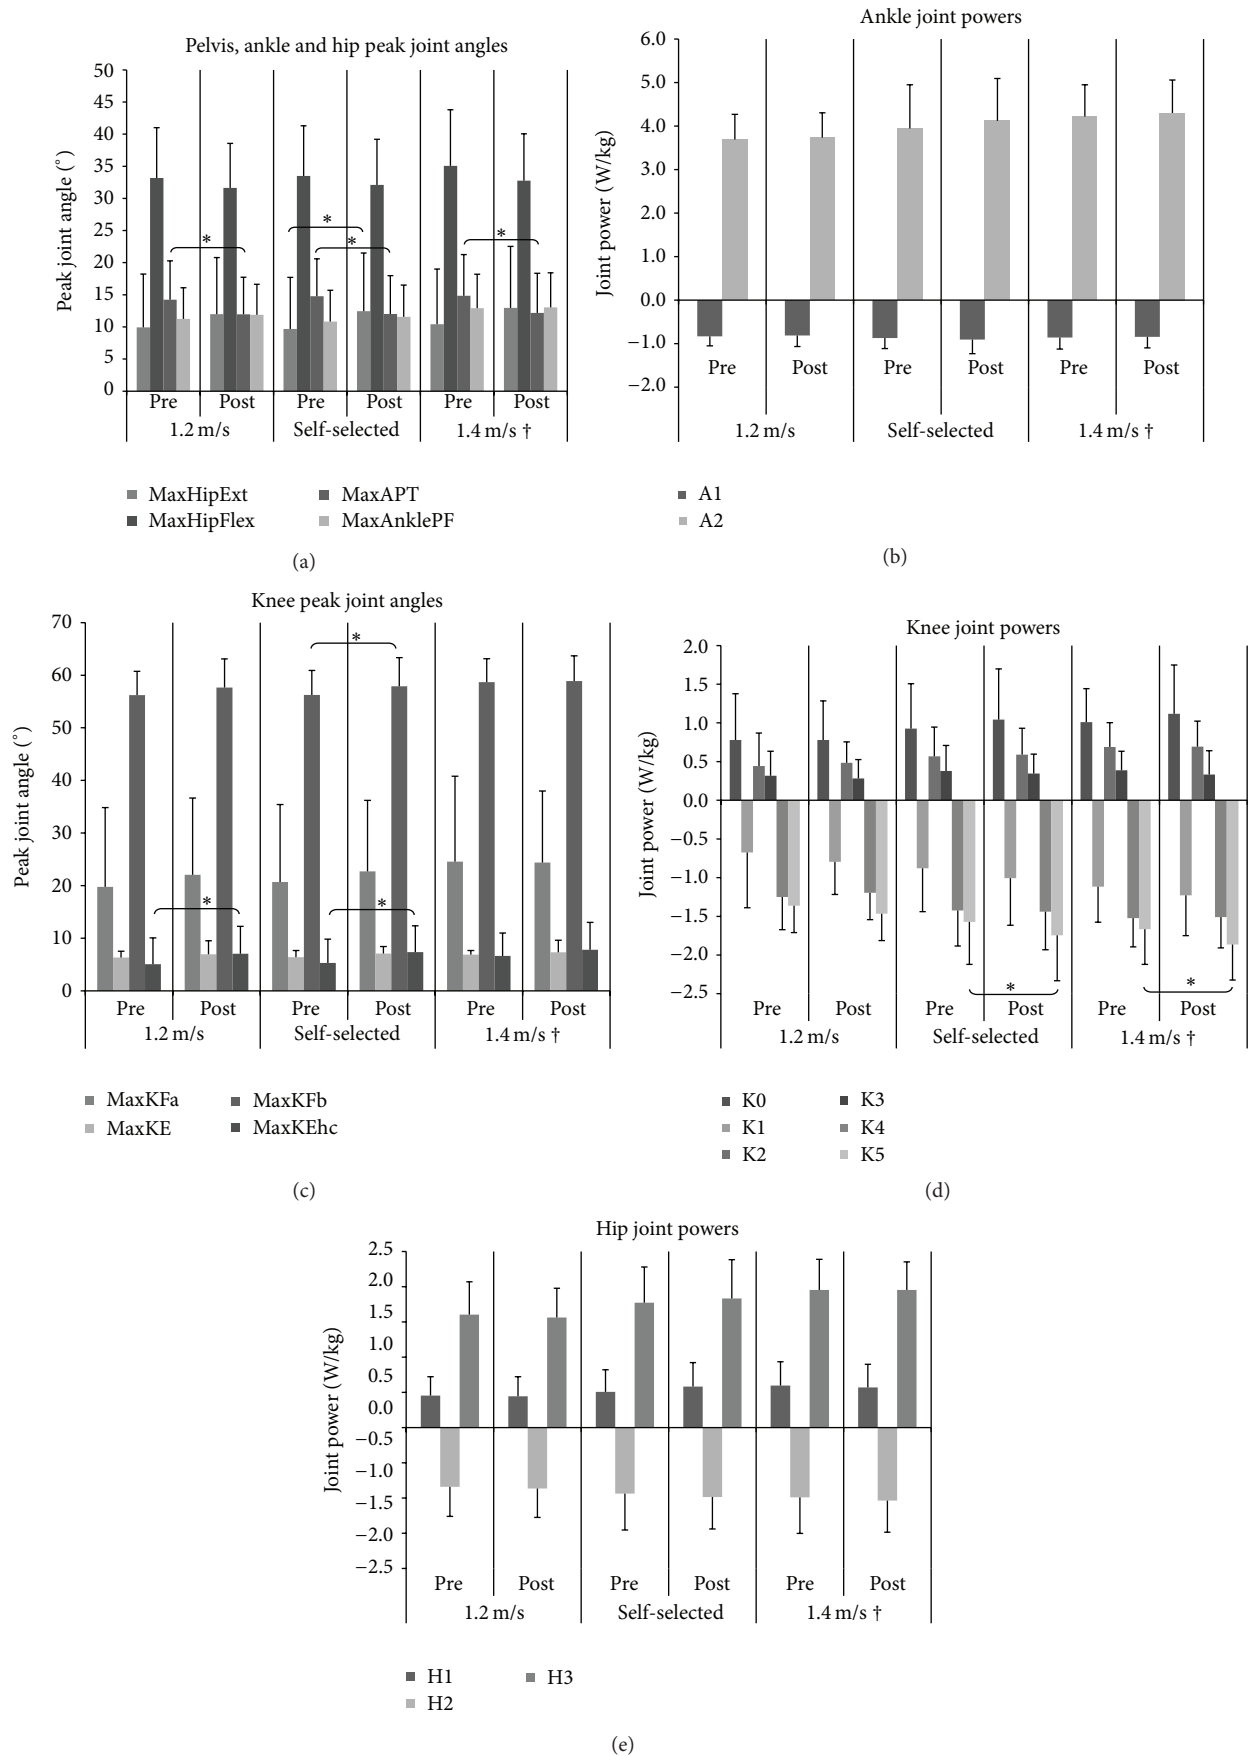 Pelvis, ankle and hip peak joint angles
Peak joint angle (°)
50
45
40
35
30
25
20
15
10
5
0
* * * *
Pre Post Pre Post Pre Post
1.2 m/s Self-selected 1.4 m/s †
MaxHipExt MaxAPT
MaxHipFlex MaxAnklePF
(a)
Ankle joint powers
Joint power (W/kg)
6.0
5.0
4.0
3.0
2.0
1.0
0.0
−1.0
−2.0
Pre Post Pre Post Pre Post
1.2 m/s Self-selected 1.4 m/s †
A1
A2
(b)
Knee peak joint angles
Peak joint angle (°)
70
60
50
40
30
20
10
0
* * *
Pre Post Pre Post Pre Post
1.2 m/s Self-selected 1.4 m/s †
MaxKFa MaxKFb
MaxKE MaxKEhc
(c)
Knee joint powers
Joint power (W/kg)
2.0
1.5
1.0
0.5
0.0
−0.5
−1.0
−1.5
−2.0
−2.5
* *
Pre Post Pre Post Pre Post
1.2 m/s Self-selected 1.4 m/s †
K0 K3
K1 K4
K2 K5
(d)
Hip joint powers
Joint power (W/kg)
2.5
2.0
1.5
1.0
0.5
0.0
−0.5
−1.0
−1.5
−2.0
−2.5
Pre Post Pre Post Pre Post
1.2 m/s Self-selected 1.4 m/s †
H1 H3
H2
(e)